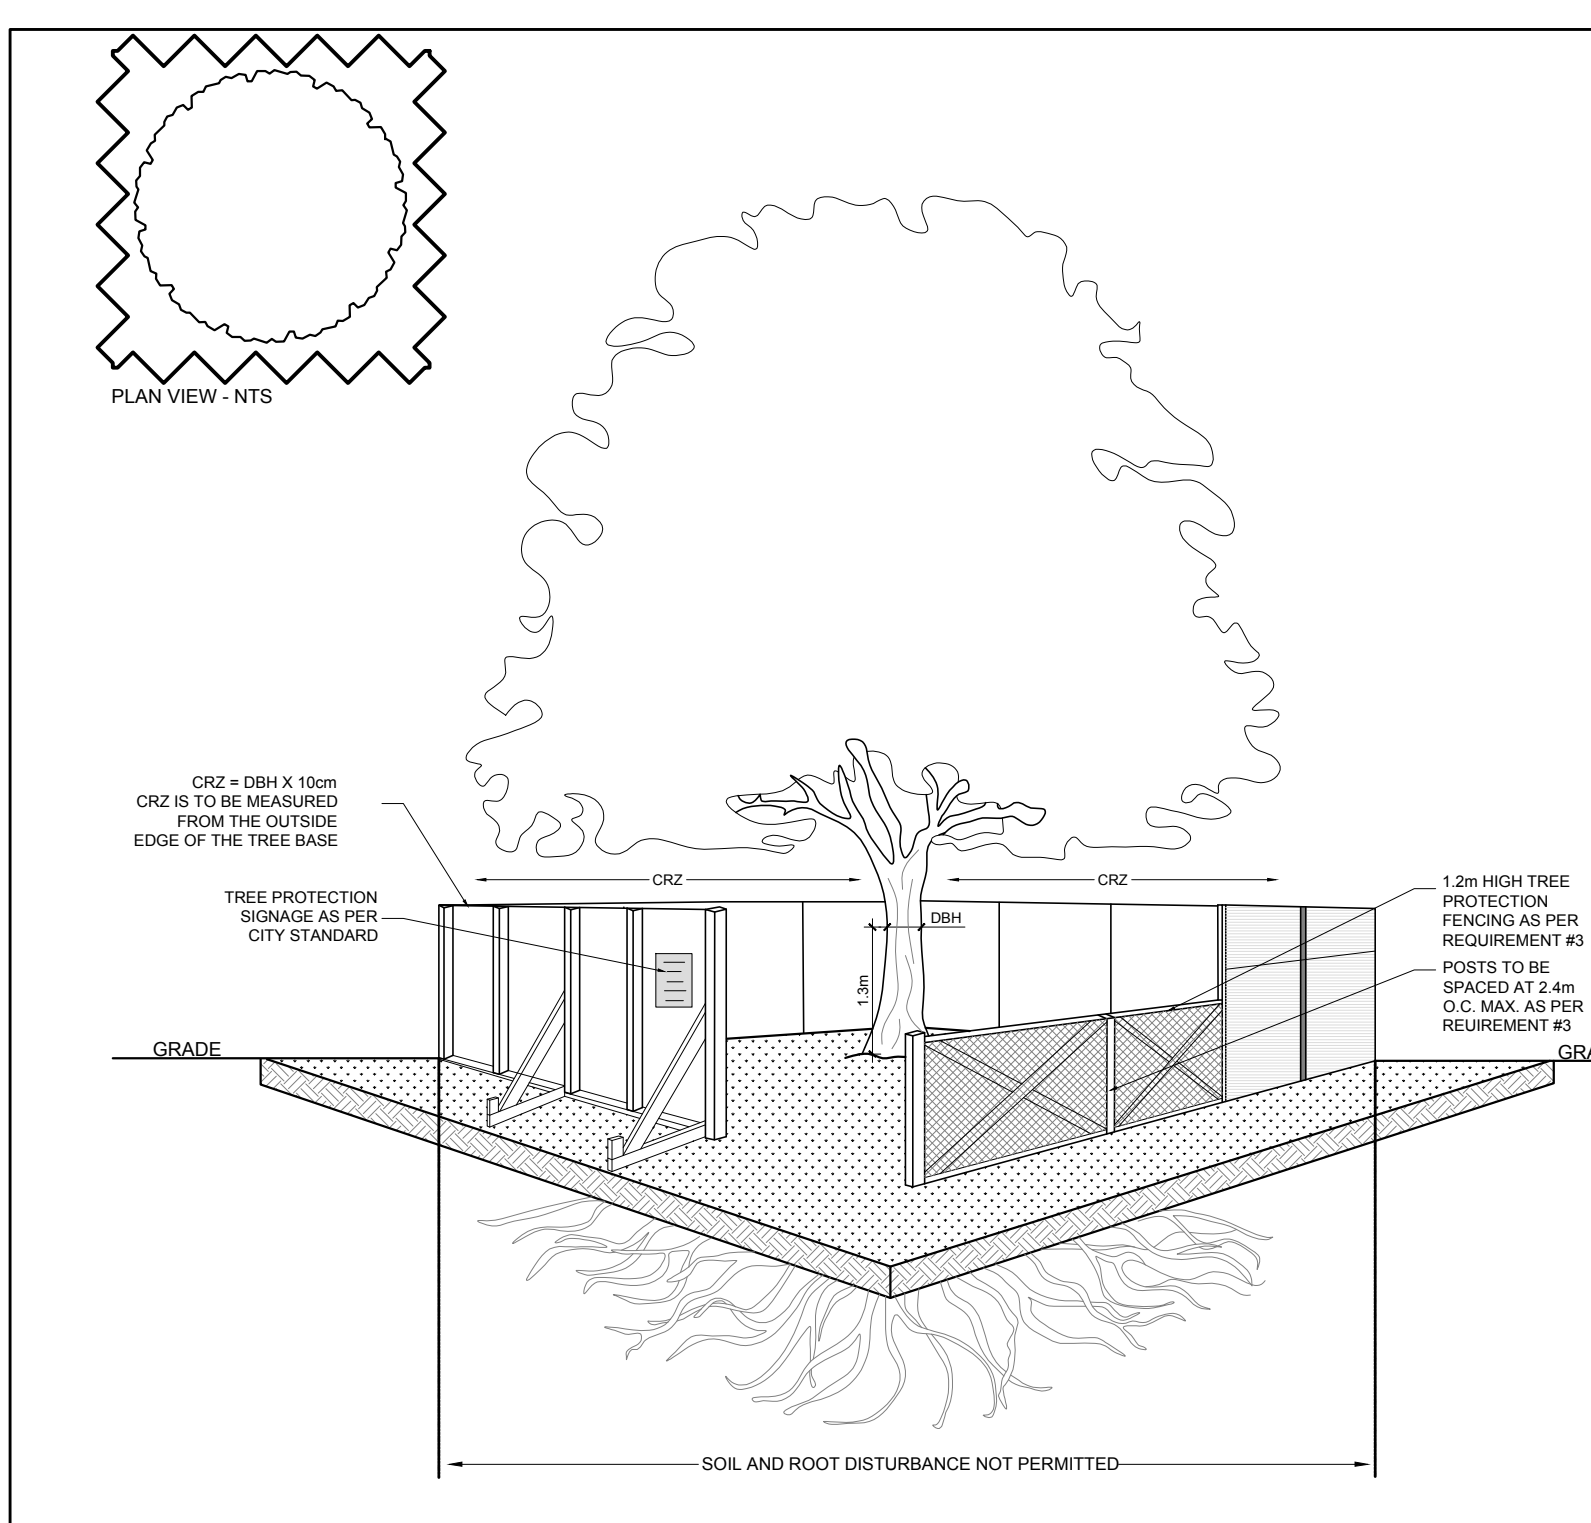 PLAN VIEW - NTS
CRZ = DBH X 10cm
CRZ IS TO BE MEASURED
FROM THE OUTSIDE
EDGE OF THE TREE BASE
TREE PROTECTION
SIGNAGE AS PER
CITY STANDARD
CRZ
CRZ
DBH
1.3m
1.2m HIGH TREE
PROTECTION
FENCING AS PER
REQUIREMENT #3
POSTS TO BE
SPACED AT 2.4m
O.C. MAX. AS PER
REUIREMENT #3
GRADE
GRA
SOIL AND ROOT DISTURBANCE NOT PERMITTED